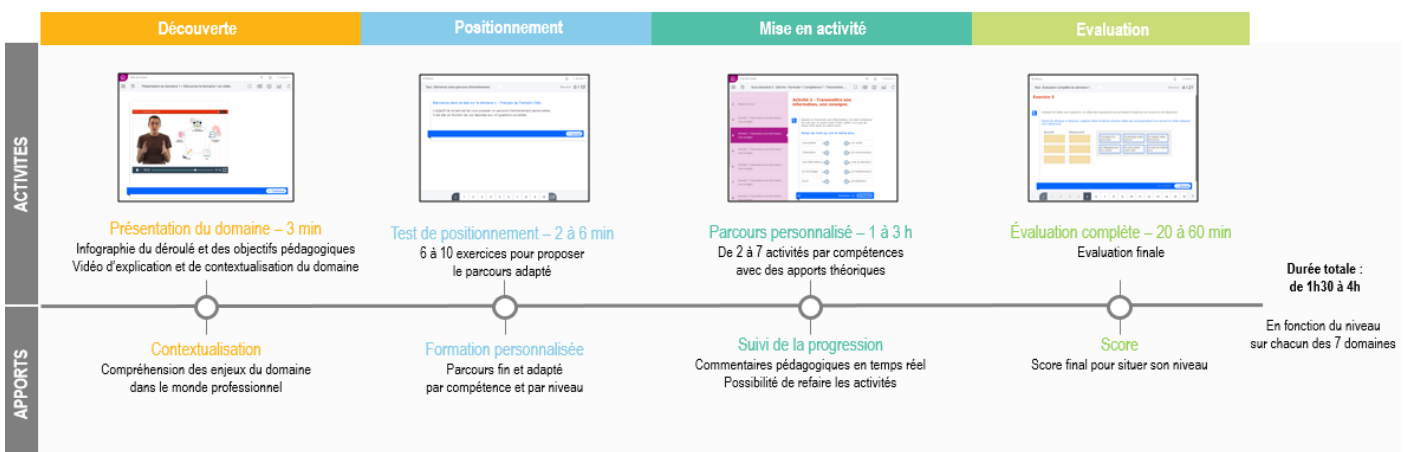 Découverte
Positionnement
Mise en activité
Evaluation
ACTIVITES
Présentation du domaine – 3 min
Infographie du déroulé et des objectifs pédagogiques
Vidéo d'explication et de contextualisation du domaine
Test de positionnement – 2 à 6 min
6 à 10 exercices pour proposer
le parcours adapté
Activité 2 - Transmettre une
information, une consigne.
Parcours personnalisé – 1 à 3 h
De 2 à 7 activités par compétences
avec des apports théoriques
Exercice 5
Évaluation complète – 20 à 60 min
Evaluation finale
Durée totale :
de 1h30 à 4h
En fonction du niveau
sur chacun des 7 domaines
APPORTS
Contextualisation
Compréhension des enjeux du domaine
dans le monde professionnel
Formation personnalisée
Parcours fin et adapté
par compétence et par niveau
Suivi de la progression
Commentaires pédagogiques en temps réel
Possibilité de refaire les activités
Score
Score final pour situer son niveau